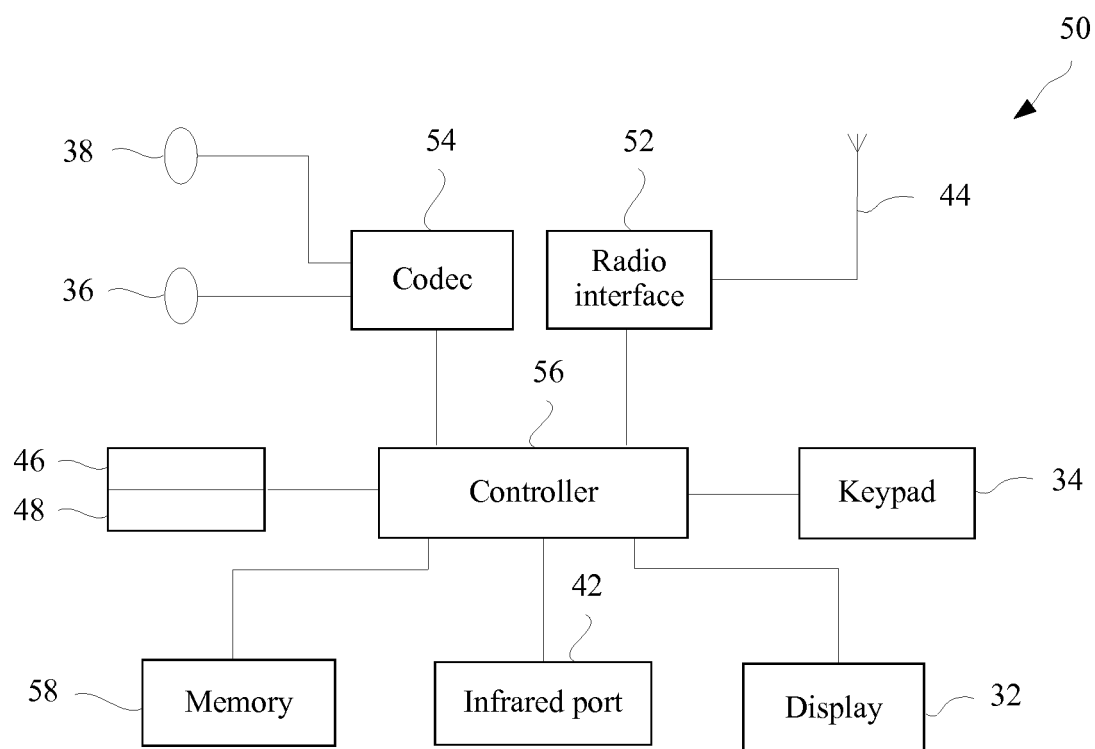 50
38
54
52
44
36
Codec
Radio
interface
56
46
48
Controller
Keypad
34
42
58
Memory
Infrared port
Display
32